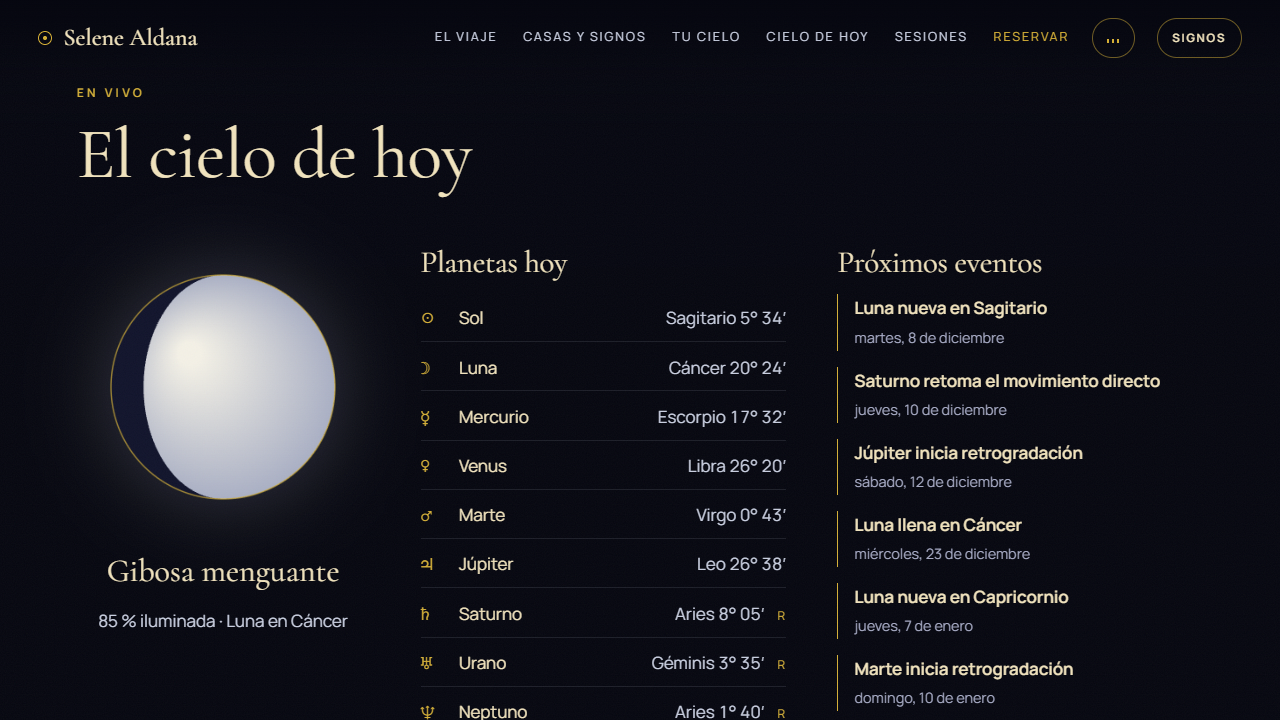 Selene Aldana
EL VIAJE
CASAS Y SIGNOS
TU CIELO
CIELO DE HOY
SESIONES
RESERVAR
SIGNOS
EN VIVO
El cielo de hoy
Gibosa menguante
85 % iluminada · Luna en Cáncer
Planetas hoy
☉ Sol Sagitario 5° 34′
☽ Luna Cáncer 20° 24′
☿ Mercurio Escorpio 17° 32′
♀ Venus Libra 26° 20′
♂ Marte Virgo 0° 43′
♃ Júpiter Leo 26° 38′
♄ Saturno Aries 8° 05′ R
♅ Urano Géminis 3° 35′ R
♆ Neptuno Aries 1° 40′ R
Próximos eventos
Luna nueva en Sagitario
martes, 8 de diciembre
Saturno retoma el movimiento directo
jueves, 10 de diciembre
Júpiter inicia retrogradación
sábado, 12 de diciembre
Luna llena en Cáncer
miércoles, 23 de diciembre
Luna nueva en Capricornio
jueves, 7 de enero
Marte inicia retrogradación
domingo, 10 de enero